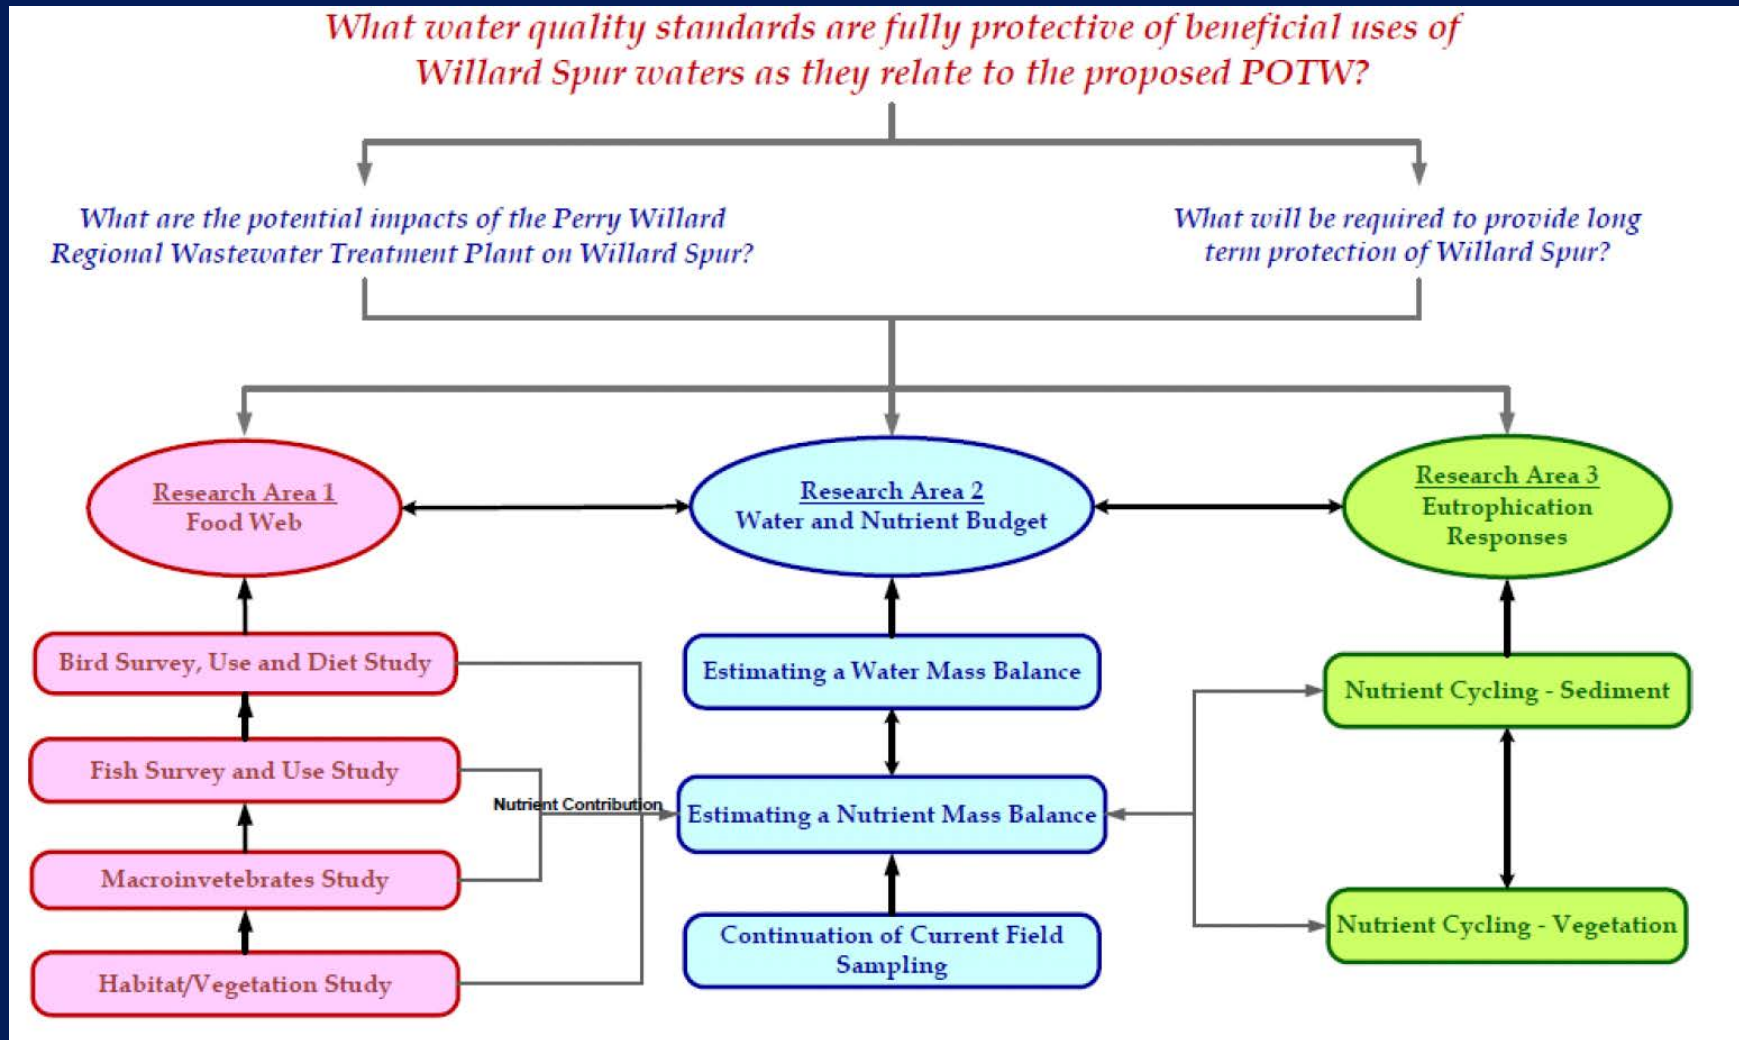 What water quality standards are fully protective of beneficial uses of
Willard Spur waters as they relate to the proposed POTW?
What are the potential impacts of the Perry Willard
Regional Wastewater Treatment Plant on Willard Spur?
What will be required to provide long
term protection of Willard Spur?
Research Area 1
Food Web
Research Area 2
Water and Nutrient Budget
Research Area 3
Eutrophication
Responses
Bird Survey, Use and Diet Study
Fish Survey and Use Study
Macroinvetebrates Study
Habitat/Vegetation Study
Nutrient Contribution
Estimating a Water Mass Balance
Estimating a Nutrient Mass Balance
Continuation of Current Field
Sampling
Nutrient Cycling - Sediment
Nutrient Cycling - Vegetation